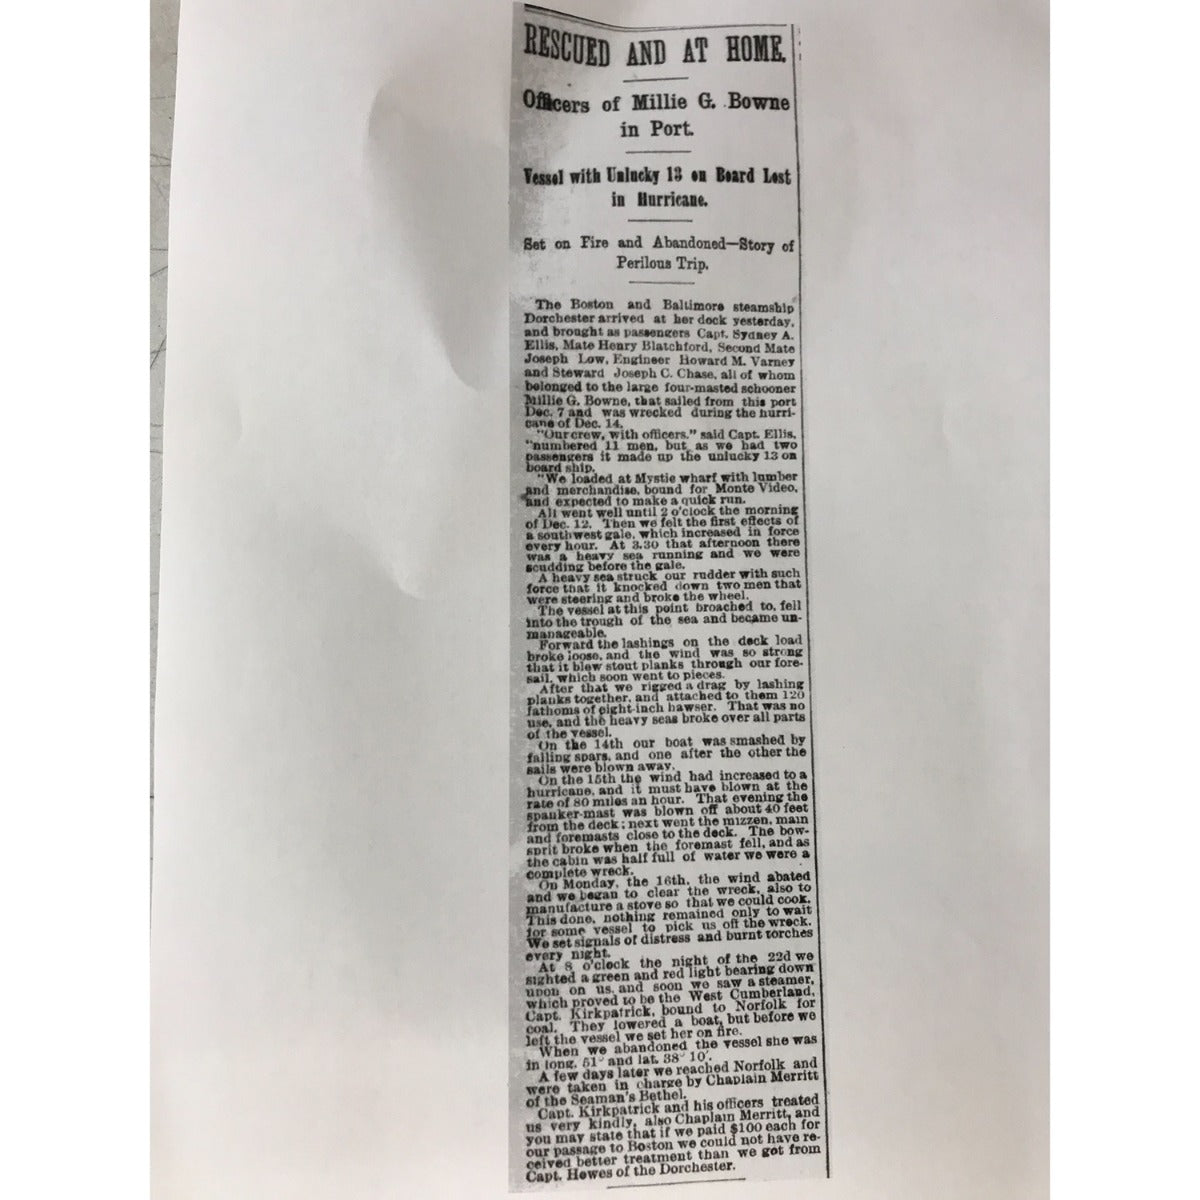 RESCUED AND AT HOME.
Officers of Millie G. Bowne
in Port.
Vessel with Unlucky 13 on Board Lost
in Hurricane.
Set on Fire and Abandoned—Story of
Perilous Trip.
The Boston and Baltimore steamship
Dorchester arrived at her dock yesterday,
and brought as passengers Capt. Sydney A.
Ellis, Mate Henry Blatchford, Second Mate
Joseph Low, Engineer Howard M. Varney
and Steward Joseph C. Chase, all of whom
belonged to the large four-masted schooner
Millie G. Bowne, that sailed from this port
Dec. 7 and was wrecked during the hurri-
cane of Dec. 14.
"Our crew, with officers," said Capt. Ellis,
"numbered 11 men, but as we had two
passengers it made up the unlucky 13 on
board ship.
"We loaded at Mystic wharf with lumber
and merchandise, bound for Monte Video,
and expected to make a quick run.
All went well until 2 o'clock the morning
of Dec. 12. Then we felt the first effects of
a southwest gale, which increased in force
every hour. At 3.30 that afternoon there
was a heavy sea running and we were
scudding before the gale.
A heavy sea struck our rudder with such
force that it knocked down two men that
were steering and broke the wheel.
The vessel at this point broached to, fell
into the trough of the sea and became un-
manageable.
Forward the lashings on the deck load
broke loose, and the wind was so strong
that it blew stout planks through our fore-
sail, which soon went to pieces.
After that we rigged a drag by lashing
planks together, and attached to them 120
fathoms of eight-inch hawser. That was no
use, and the heavy seas broke over all parts
of the vessel.
On the 14th our boat was smashed by
falling spars, and one after the other the
sails were blown away.
On the 15th the wind had increased to a
hurricane, and it must have blown at the
rate of 80 miles an hour. That evening the
spanker-mast was blown off about 40 feet
from the deck; next went the mizzen, main
and foremasts close to the deck. The bow-
sprit broke when the foremast fell, and as
the cabin was half full of water we were a
complete wreck.
On Monday, the 16th, the wind abated
and we began to clear the wreck, also to
manufacture a stove so that we could cook.
This done, nothing remained only to wait
for some vessel to pick us off the wreck.
We set signals of distress and burnt torches
every night.
At 8 o'clock the night of the 22d we
sighted a green and red light bearing down
upon on us, and soon we saw a steamer,
which proved to be the West Cumberland,
Capt. Kirkpatrick, bound to Norfolk for
coal. They lowered a boat, but before we
left the vessel we set her on fire.
When we abandoned the vessel she was
in long. 51° and lat. 38° 10'.
A few days later we reached Norfolk and
were taken in charge by Chaplain Merritt
of the Seaman's Bethel.
Capt. Kirkpatrick and his officers treated
us very kindly, also Chaplain Merritt, and
you may state that if we paid $100 each for
our passage to Boston we could not have re-
ceived better treatment than we got from
Capt. Howes of the Dorchester.